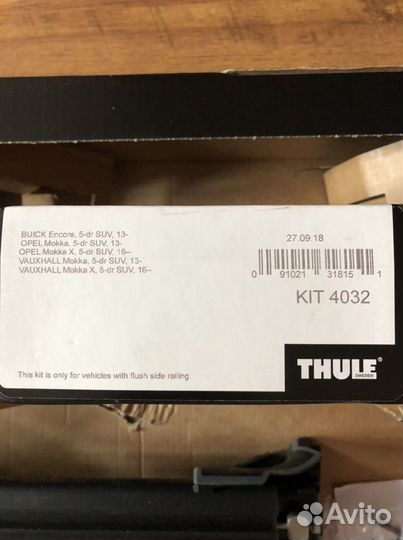 BUICK Encore, 5-dr SUV, 13-
OPEL Mokka, 5-dr SUV, 13-
OPEL Mokka X, 5-dr SUV, 16–
VAUXHALL Mokka, 5-dr SUV, 13-
VAUXHALL Mokka X, 5-dr SUV, 16–
27.09.18
0 91021 31815 1
KIT 4032
This kit is only for vehicles with flush side railing
THULE
SWEDEN
Avito